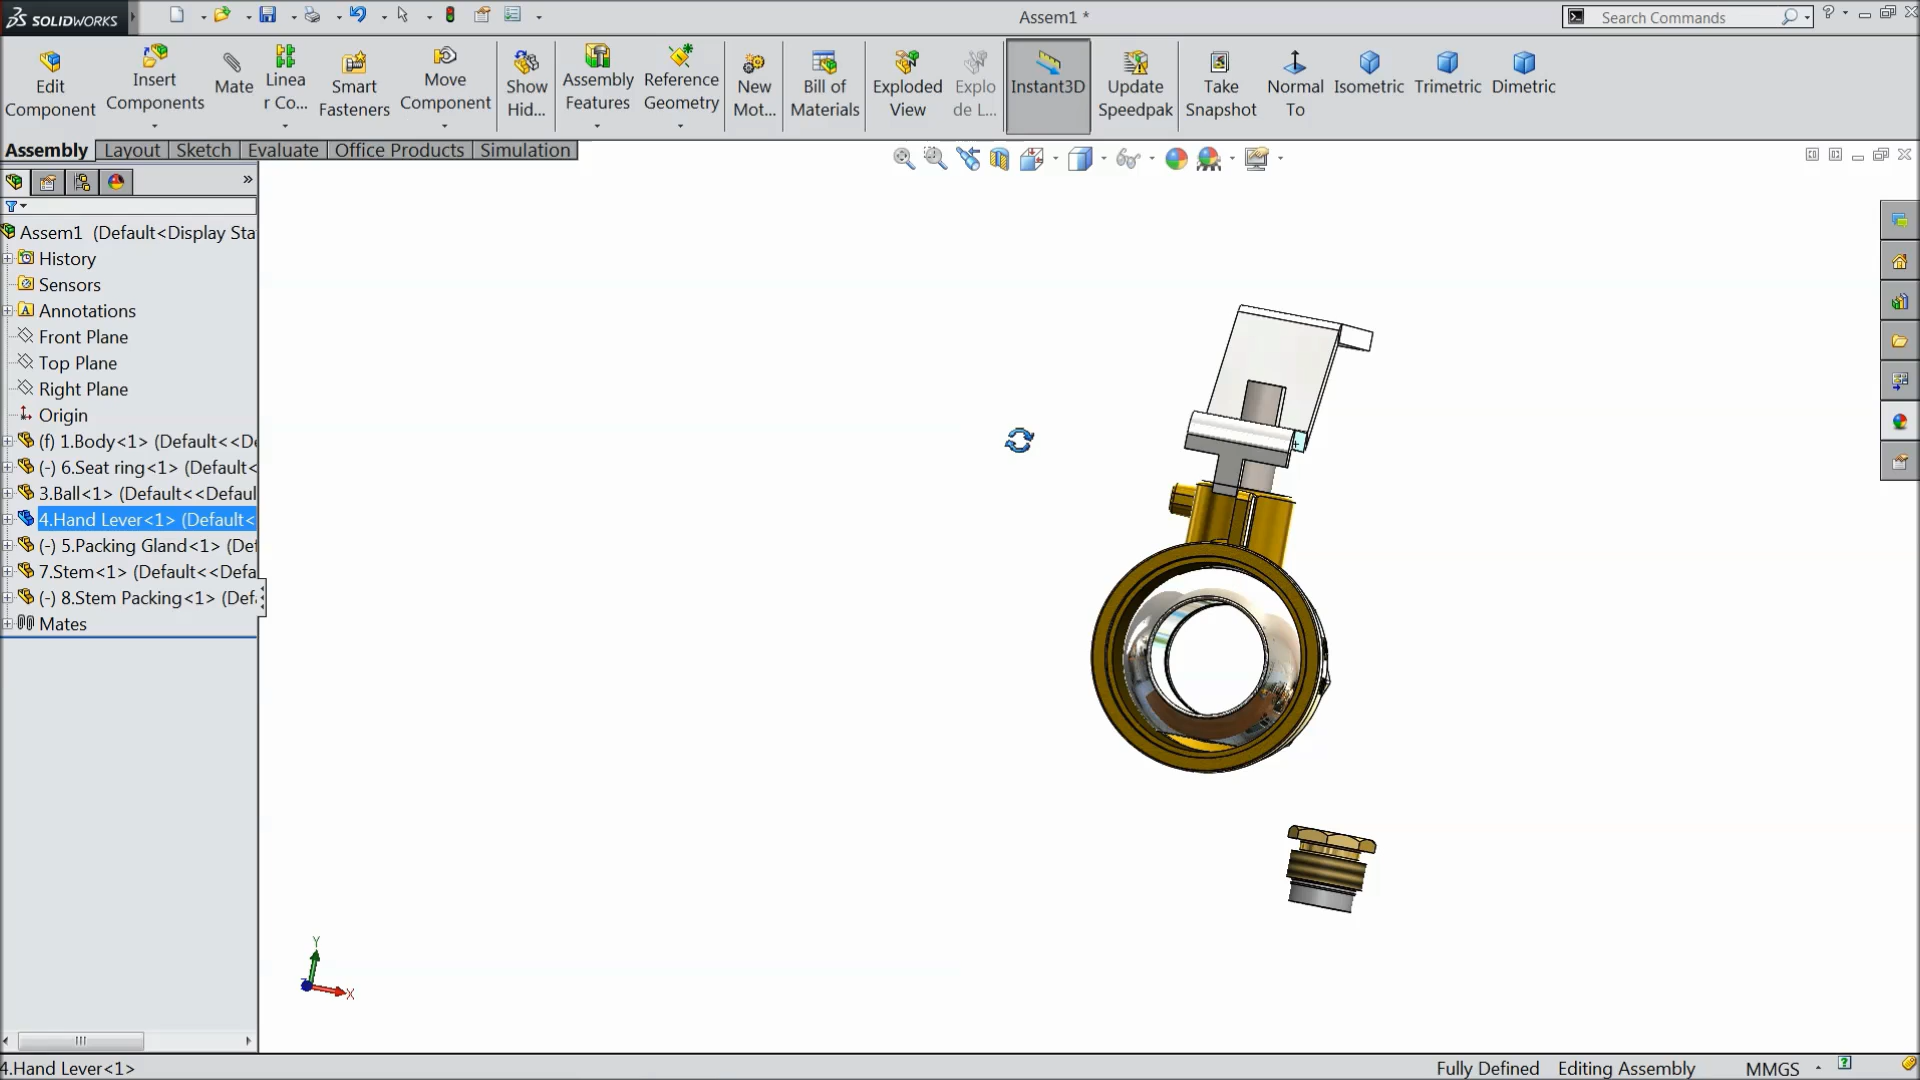 SOLIDWORKS
Assem1 *
Search Commands
Edit
Component
Insert
Components
Mate
Linea
r Co...
Smart
Fasteners
Move
Component
Show
Hid...
Assembly
Features
Reference
Geometry
New
Mot...
Bill of
Materials
Exploded
View
Explo
de L...
Instant3D
Update
Speedpak
Take
Snapshot
Normal
To
Isometric
Trimetric
Dimetric
Assembly
Layout
Sketch
Evaluate
Office Products
Simulation
Assem1 (Default<Display Sta
History
Sensors
Annotations
Front Plane
Top Plane
Right Plane
Origin
(f) 1.Body<1> (Default<<De
(-) 6.Seat ring<1> (Default<
3.Ball<1> (Default<<Defaul
4.Hand Lever<1> (Default<
(-) 5.Packing Gland<1> (Def
7.Stem<1> (Default<<Defa
(-) 8.Stem Packing<1> (Def
Mates
Y
X
4.Hand Lever<1>
Fully Defined
Editing Assembly
MMGS